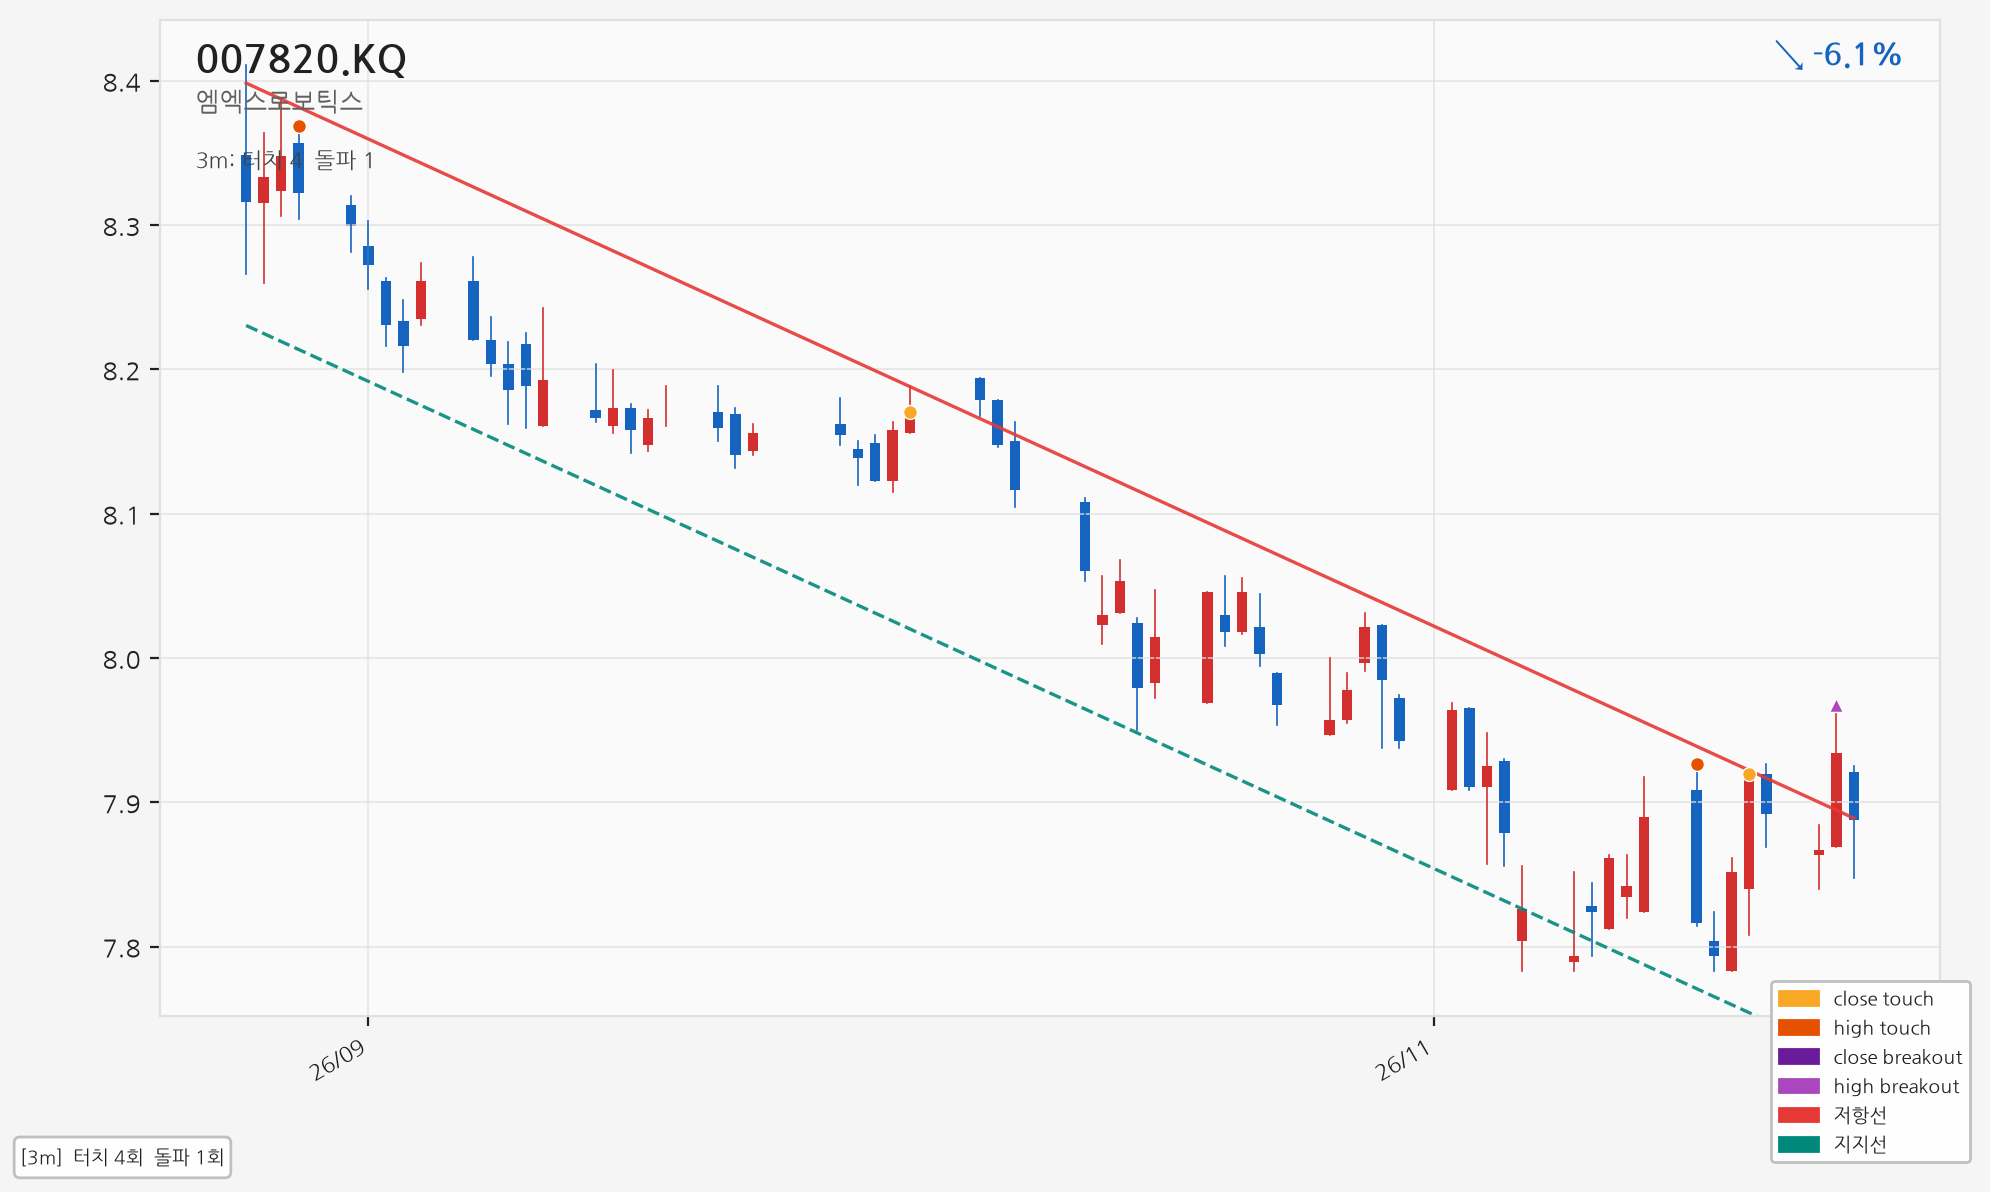 007820.KQ
엠엑스로보틱스
3m: 터치 4  돌파 1
-6.1%
8.4
8.3
8.2
8.1
8.0
7.9
7.8
26/09
26/11
close touch
high touch
close breakout
high breakout
저항선
지지선
[3m]  터치 4회  돌파 1회